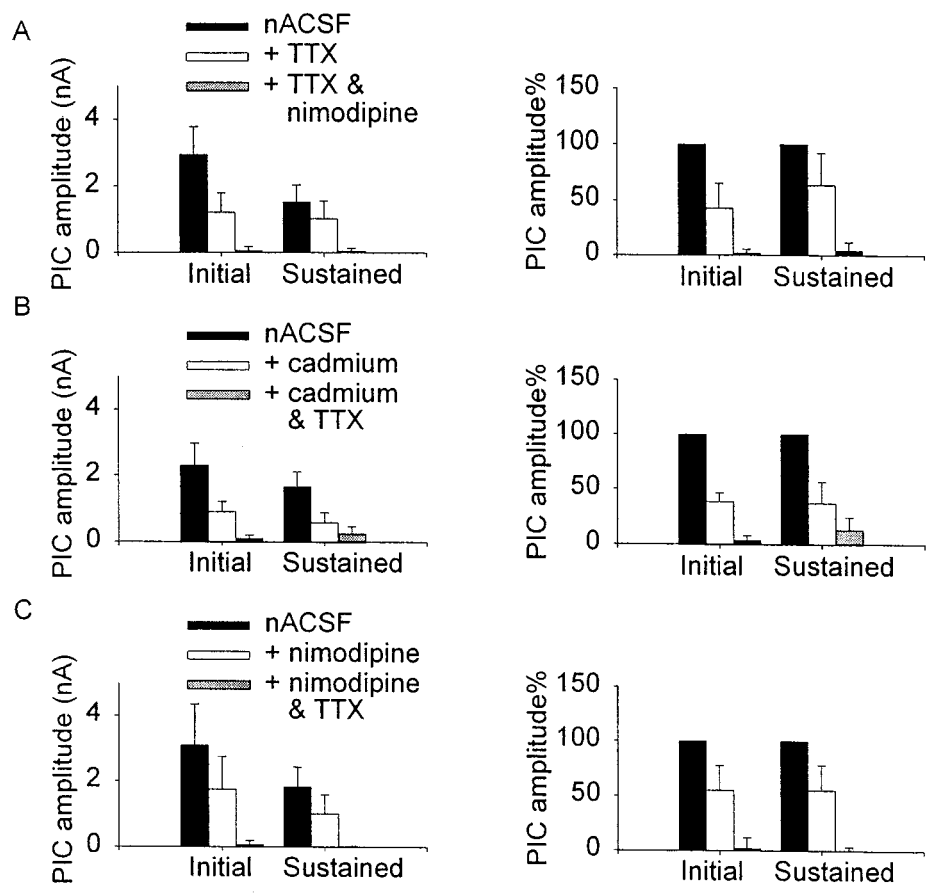 A
nACSF
+ TTX
+ TTX &
nimodipine
PIC amplitude (nA)
4
2
0
Initial Sustained
PIC amplitude%
150
100
50
0
Initial Sustained
B
nACSF
+ cadmium
+ cadmium
& TTX
PIC amplitude (nA)
4
2
0
Initial Sustained
PIC amplitude%
150
100
50
0
Initial Sustained
C
nACSF
+ nimodipine
+ nimodipine
& TTX
PIC amplitude (nA)
4
2
0
Initial Sustained
PIC amplitude%
150
100
50
0
Initial Sustained